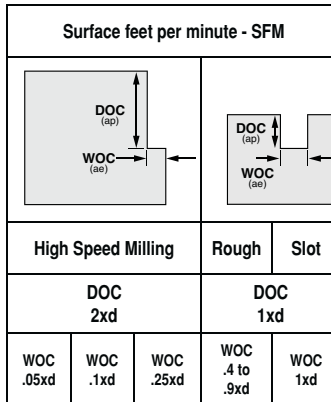 Surface feet per minute - SFM
DOC
(ap)
WOC
(ae)
DOC
(ap)
WOC
(ae)
High Speed Milling
Rough
Slot
DOC
2xd
DOC
1xd
WOC
.05xd
WOC
.1xd
WOC
.25xd
WOC
.4 to
.9xd
WOC
1xd